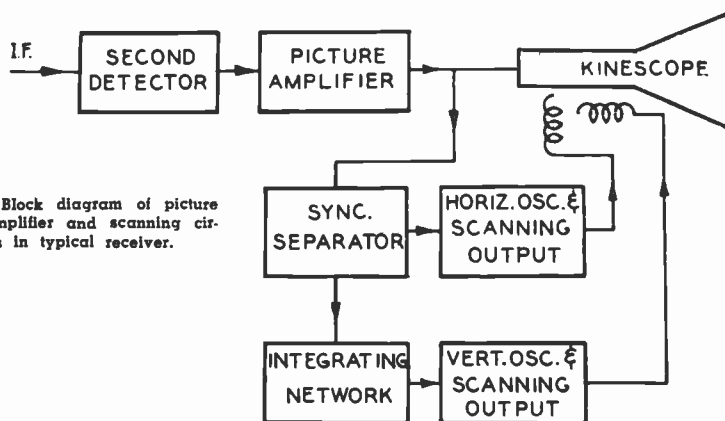 I.F.
SECOND
DETECTOR
PICTURE
AMPLIFIER
KINESCOPE
Block diagram of picture
mplifier and scanning cir-
s in typical receiver.
SYNC.
SEPARATOR
HORIZ. OSC. &
SCANNING
OUTPUT
INTEGRATING
NETWORK
VERT. OSC. &
SCANNING
OUTPUT